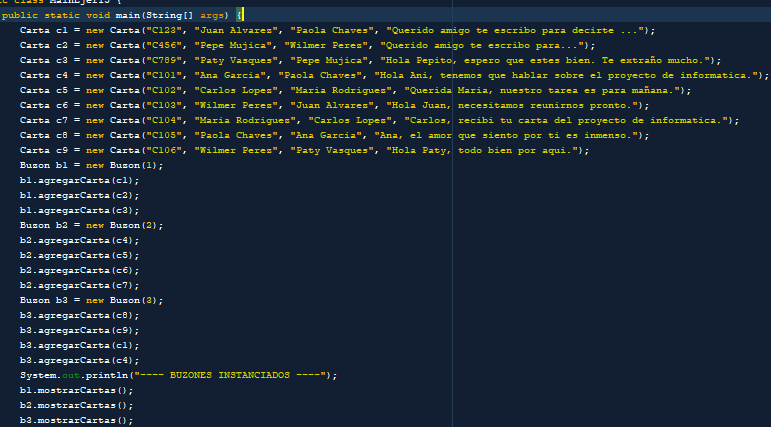 class MainEjer5 {
public static void main(String[] args) {
Carta c1 = new Carta("C123", "Juan Alvarez", "Paola Chaves", "Querido amigo te escribo para decirte ...");
Carta c2 = new Carta("C456", "Pepe Mujica", "Wilmer Perez", "Querido amigo te escribo para...");
Carta c3 = new Carta("C789", "Paty Vasques", "Pepe Mujica", "Hola Pepito, espero que estes bien. Te extraño mucho.");
Carta c4 = new Carta("C101", "Ana Garcia", "Paola Chaves", "Hola Ani, tenemos que hablar sobre el proyecto de informatica.");
Carta c5 = new Carta("C102", "Carlos Lopez", "Maria Rodriguez", "Querida Maria, nuestro tarea es para mañana.");
Carta c6 = new Carta("C103", "Wilmer Perez", "Juan Alvarez", "Hola Juan, necesitamos reunirnos pronto.");
Carta c7 = new Carta("C104", "Maria Rodriguez", "Carlos Lopez", "Carlos, recibi tu carta del proyecto de informatica.");
Carta c8 = new Carta("C105", "Paola Chaves", "Ana Garcia", "Ana, el amor que siento por ti es inmenso.");
Carta c9 = new Carta("C106", "Wilmer Perez", "Paty Vasques", "Hola Paty, todo bien por aqui.");
Buzon b1 = new Buzon(1);
b1.agregarCarta(c1);
b1.agregarCarta(c2);
b1.agregarCarta(c3);
Buzon b2 = new Buzon(2);
b2.agregarCarta(c4);
b2.agregarCarta(c5);
b2.agregarCarta(c6);
b2.agregarCarta(c7);
Buzon b3 = new Buzon(3);
b3.agregarCarta(c8);
b3.agregarCarta(c9);
b3.agregarCarta(c1);
b3.agregarCarta(c4);
System.out.println("---- BUZONES INSTANCIADOS ----");
b1.mostrarCartas();
b2.mostrarCartas();
b3.mostrarCartas();